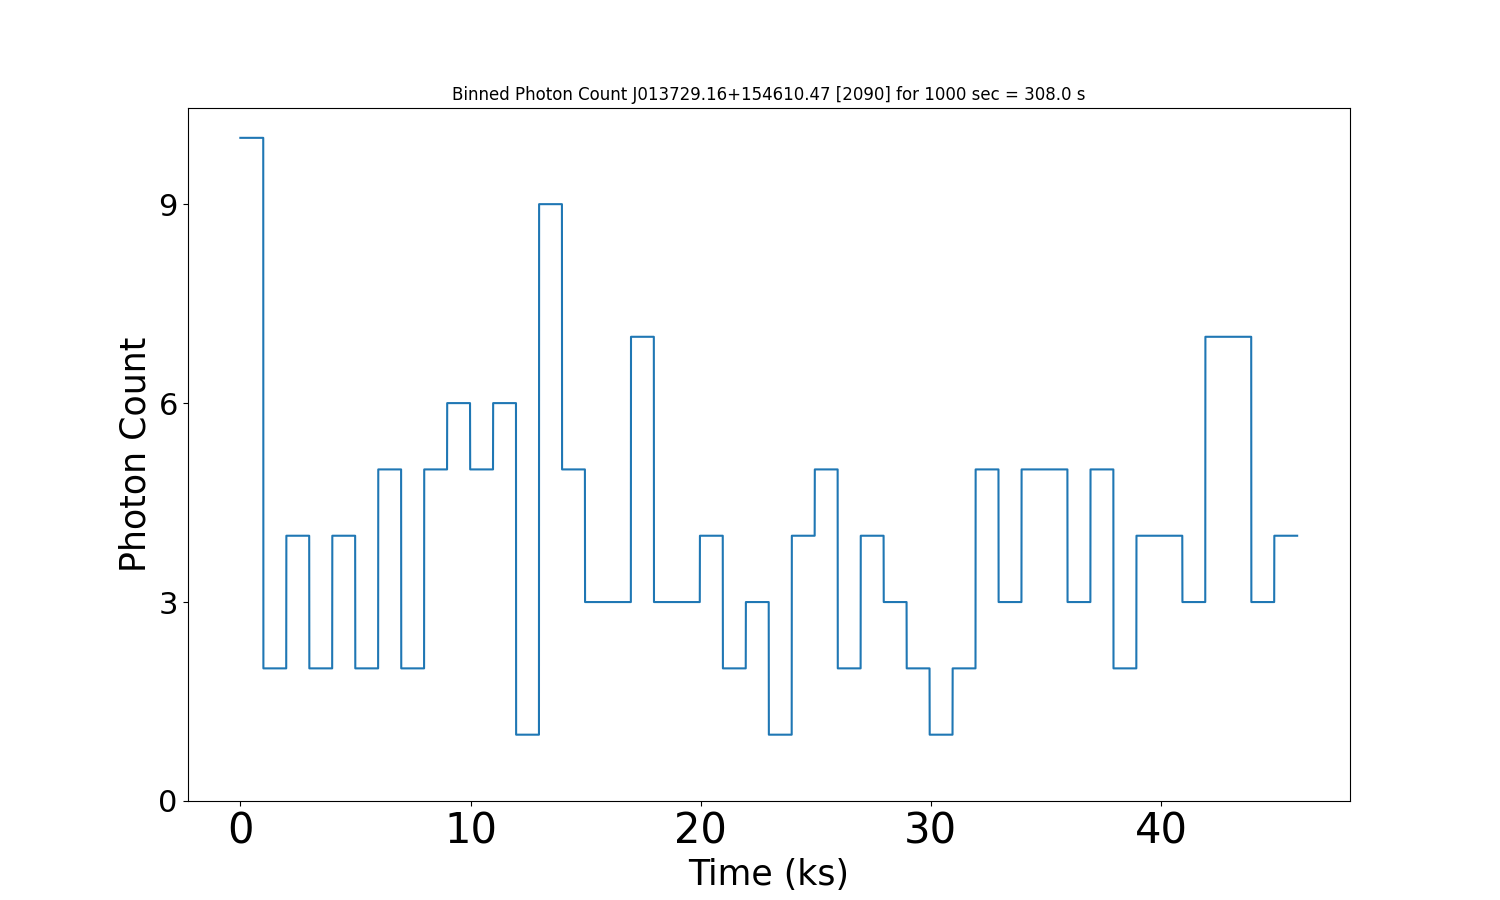 Binned Photon Count J013729.16+154610.47 [2090] for 1000 sec = 308.0 s
9
6
3
0
Photon Count
0 10 20 30 40
Time (ks)